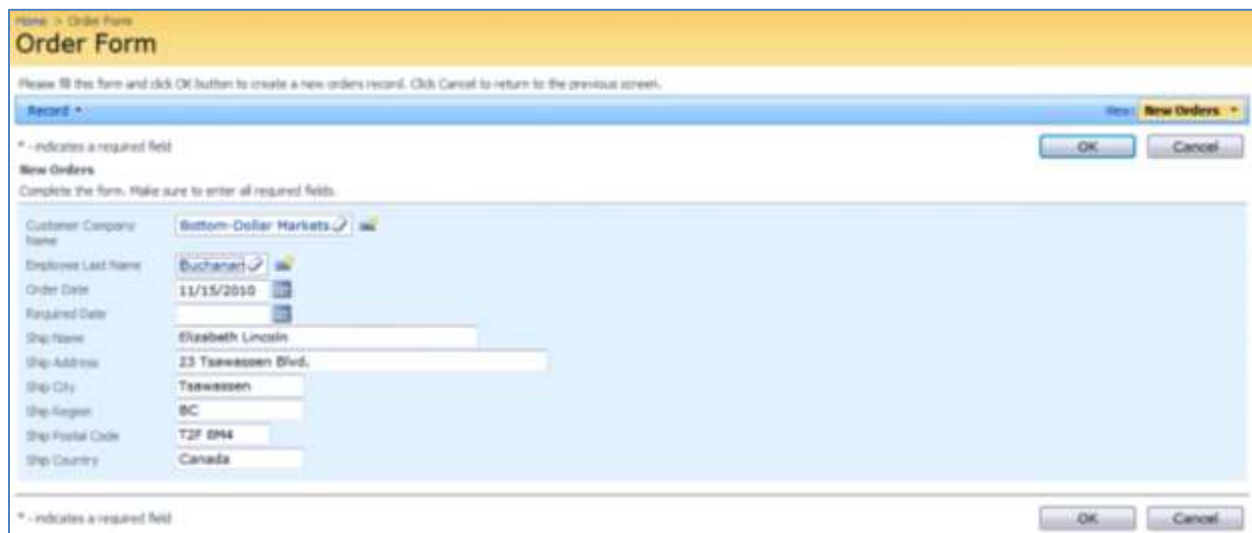 Home > Order Form
Order Form
Please fill this form and click OK button to create a new orders record. Click Cancel to return to the previous screen.
Record View: New Orders
* - indicates a required field OK Cancel
New Orders
Complete the form. Make sure to enter all required fields.
Customer Company Name Bottom-Dollar Markets
Employee Last Name Buchanan
Order Date 11/15/2010
Required Date
Ship Name Elizabeth Lincoln
Ship Address 23 Tsawassen Blvd.
Ship City Tsawassen
Ship Region BC
Ship Postal Code T2F 8M4
Ship Country Canada
* - indicates a required field OK Cancel